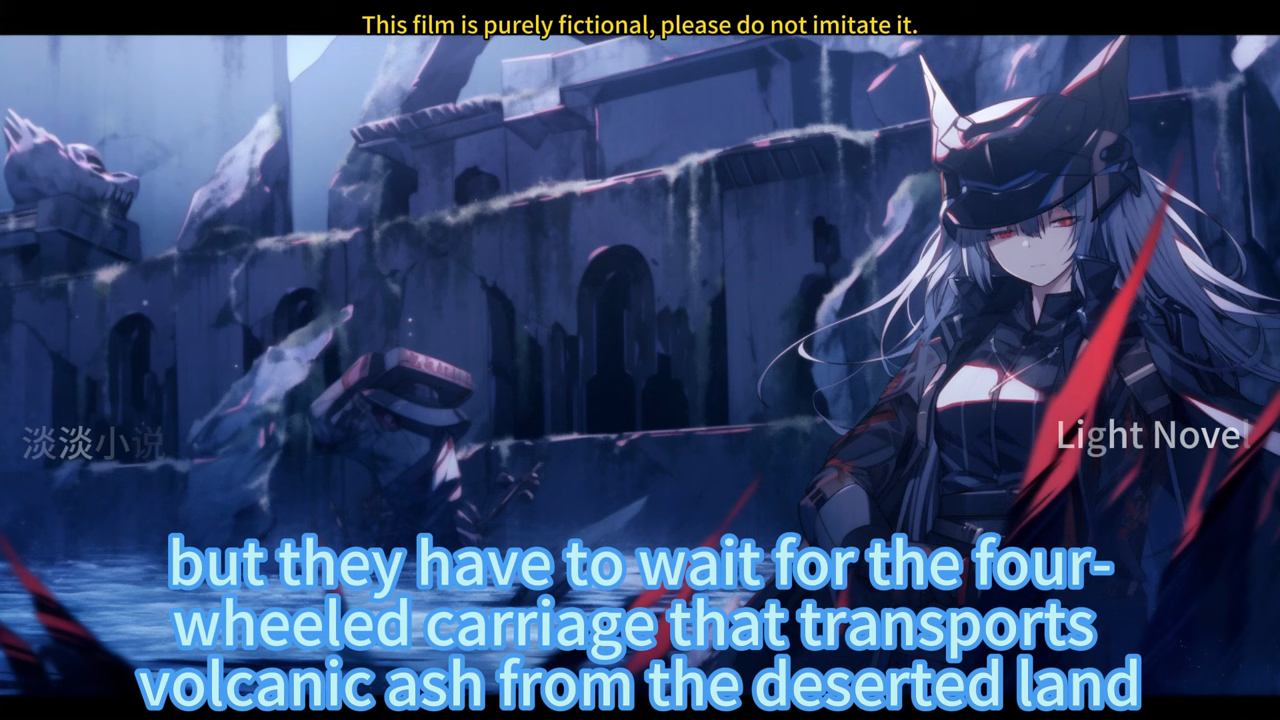 This film is purely fictional, please do not imitate it.
淡淡小说
Light Novel
but they have to wait for the four-
wheeled carriage that transports
volcanic ash from the deserted land